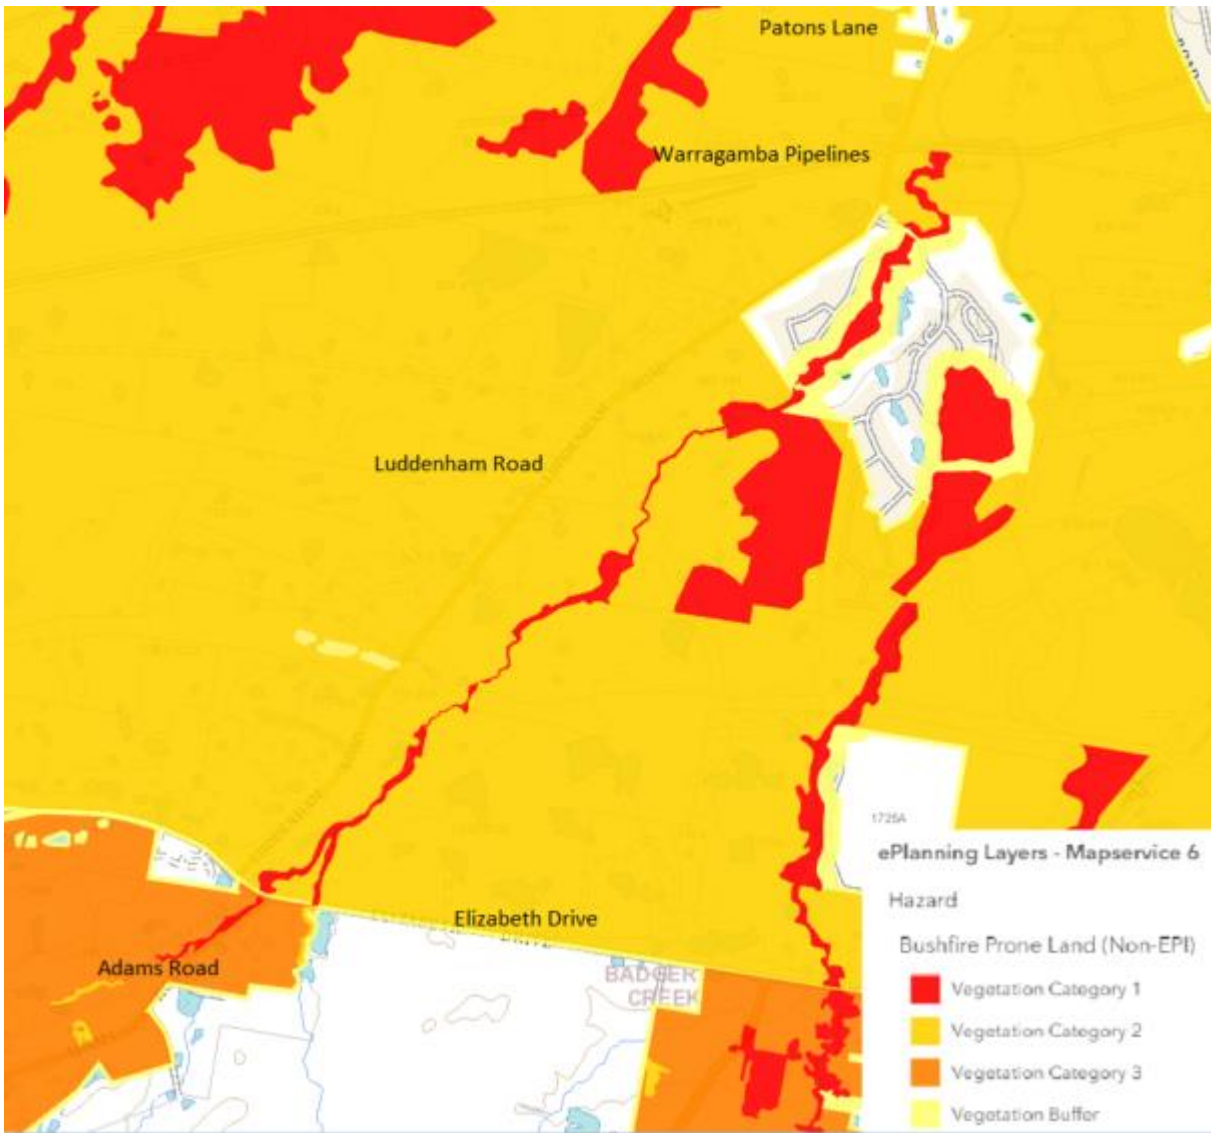 Patons Lane
ROAD
Warragamba Pipelines
Luddenham Road
1725A
ePlanning Layers - Mapservice 6
Hazard
Bushfire Prone Land (Non-EPI)
Vegetation Category 1
Vegetation Category 2
Vegetation Category 3
Vegetation Buffer
Elizabeth Drive
Adams Road
BADGER
CREEK